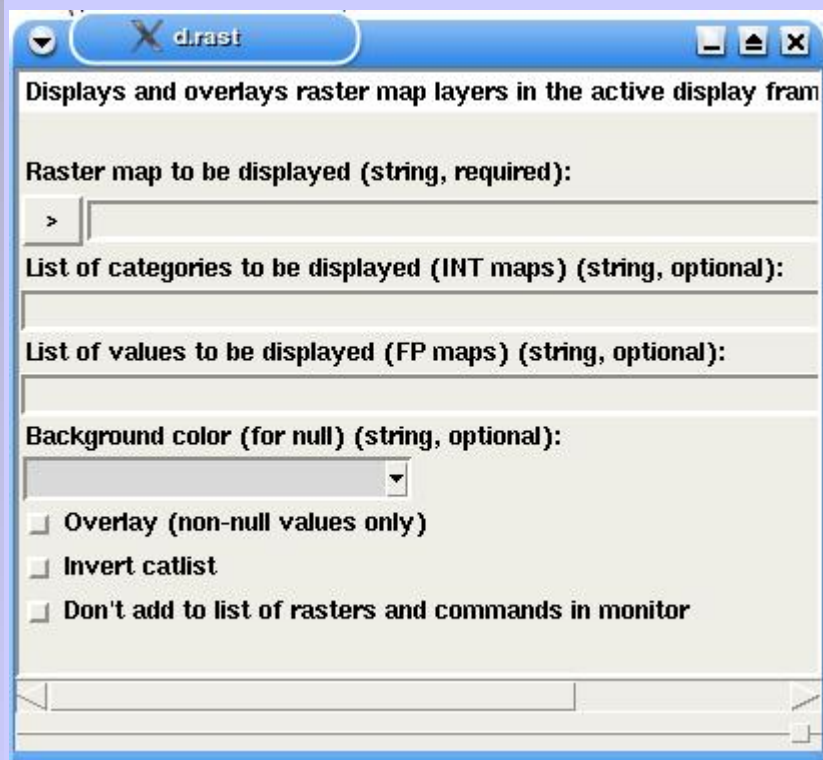 d.rast
Displays and overlays raster map layers in the active display fram
Raster map to be displayed (string, required):
>
List of categories to be displayed (INT maps) (string, optional):
List of values to be displayed (FP maps) (string, optional):
Background color (for null) (string, optional):
Overlay (non-null values only)
Invert catlist
Don't add to list of rasters and commands in monitor